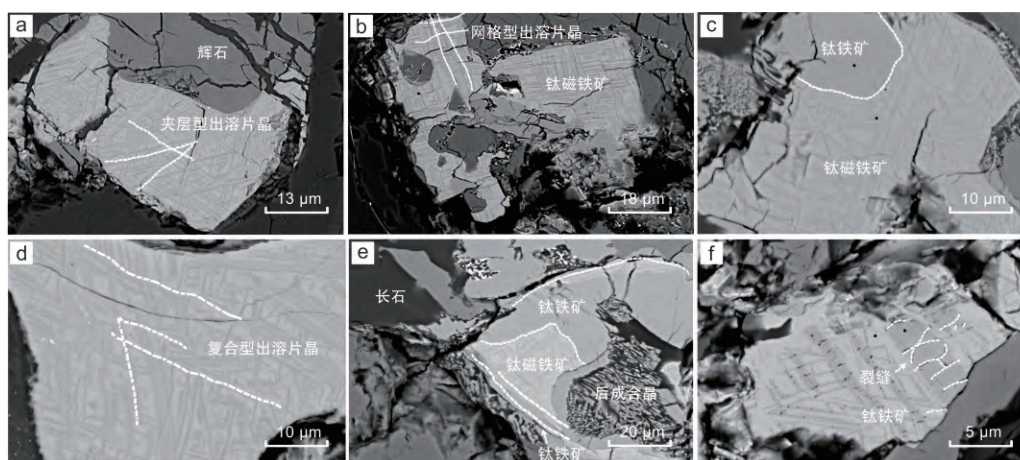 a
辉石
夹层型出溶片晶
13 μm
b
网格型出溶片晶
钛磁铁矿
18 μm
c
钛铁矿
钛磁铁矿
10 μm
d
复合型出溶片晶
10 μm
e
长石
钛铁矿
钛磁铁矿
后成合晶
20 μm
钛铁矿
f
裂缝
钛铁矿
5 μm